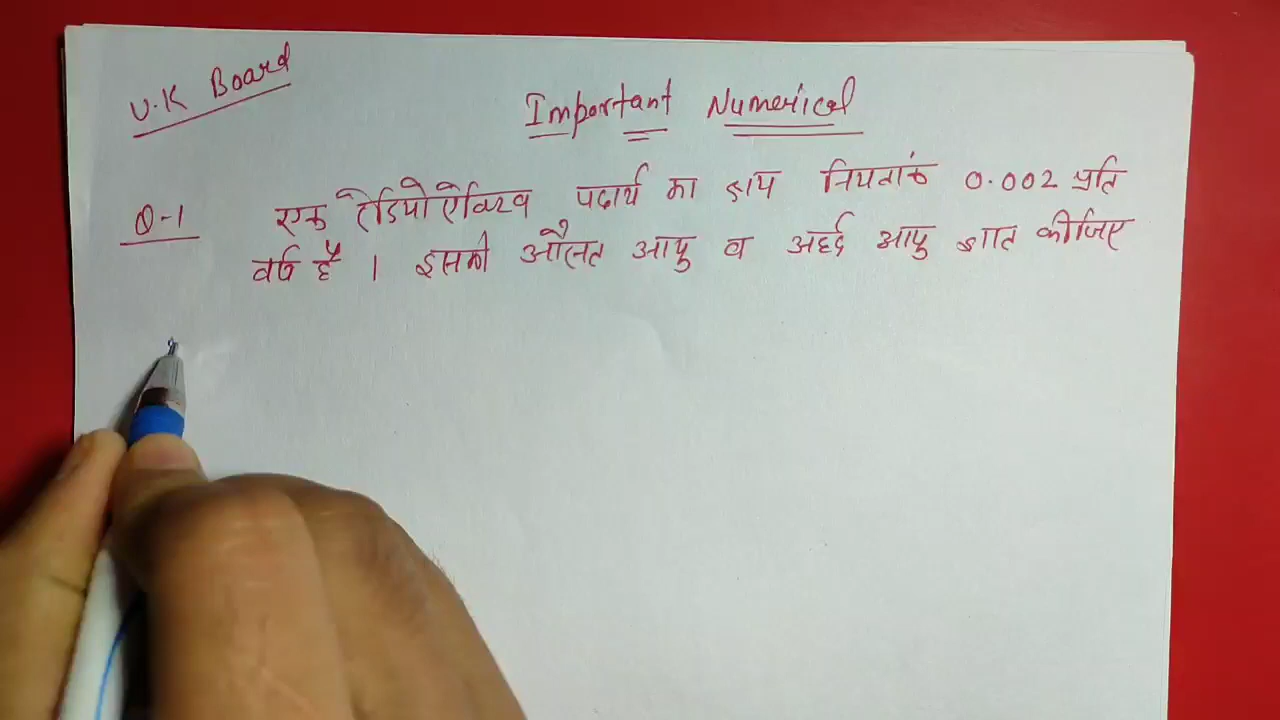 U.K Board
Important Numerical
Q-1 एक रेडियोऐक्टिव पदार्थ का क्षय नियतांक 0.002 प्रति
वर्ष है । इसकी औसत आयु व अर्द्ध आयु ज्ञात कीजिए